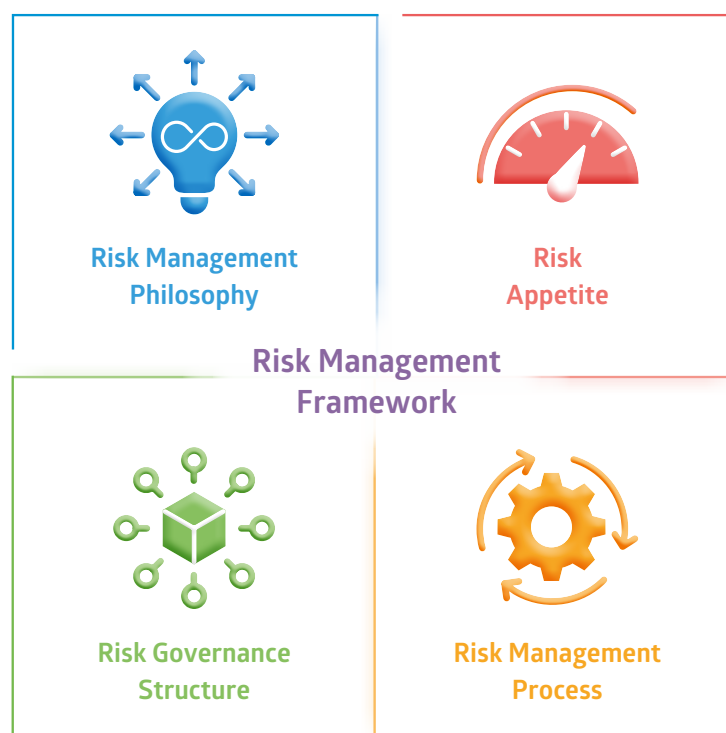 Risk Management
Philosophy
Risk
Appetite
Risk Management
Framework
Risk Governance
Structure
Risk Management
Process